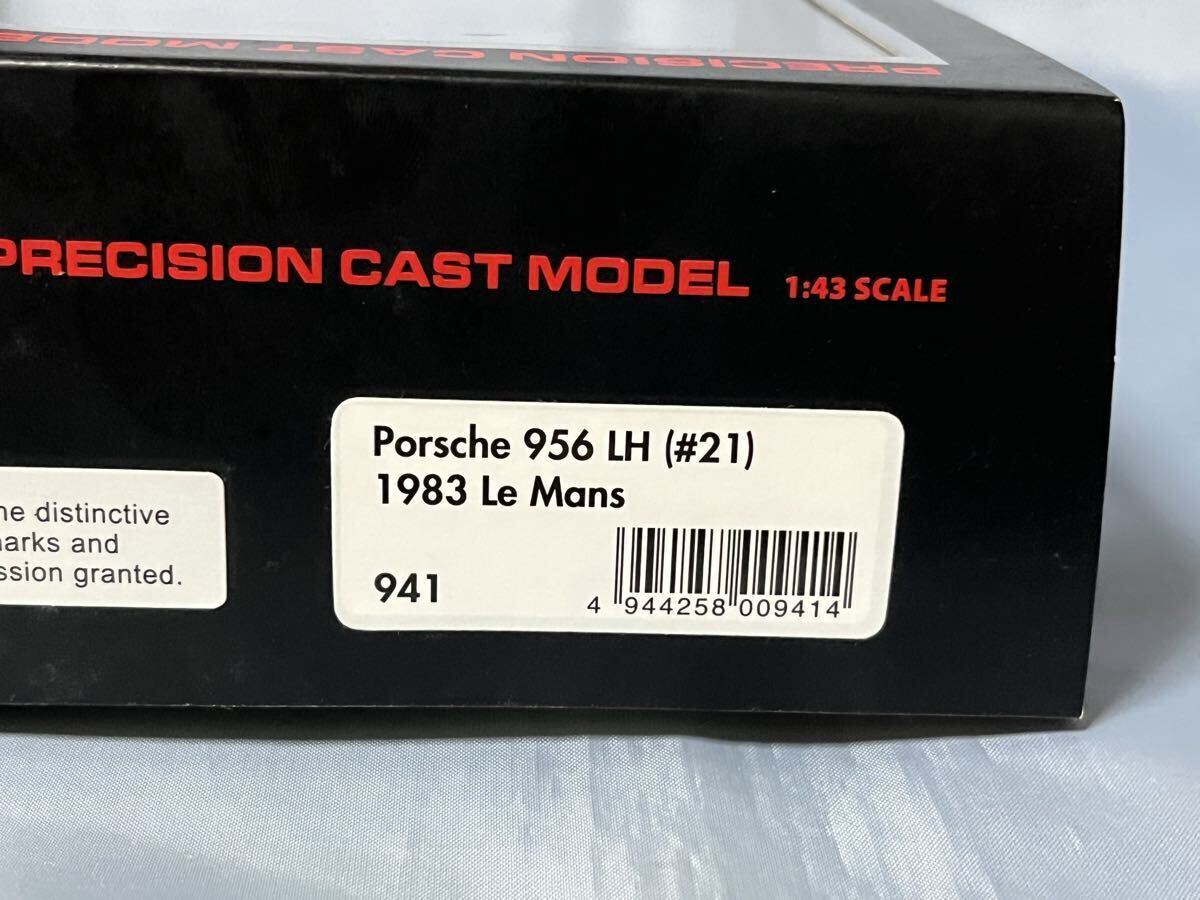 PRECISION CAST MODE
PRECISION CAST MODEL 1:43 SCALE
Porsche 956 LH (#21)
1983 Le Mans
941
4 944258 009414
he distinctive
narks and
ssion granted.